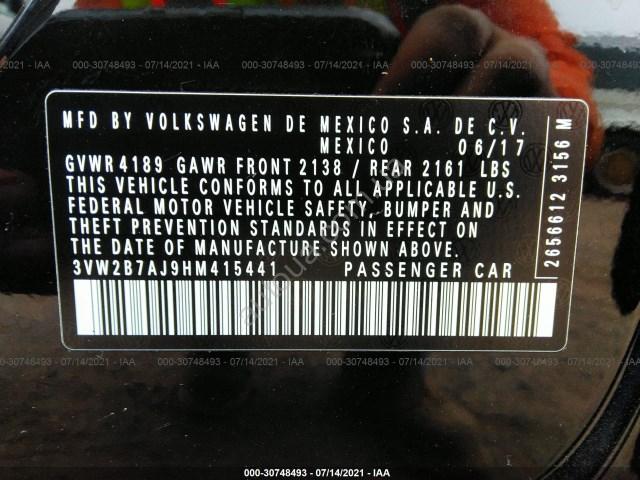 000-30748493 - 07/14/2021 - IAA
000-30748493 - 07/14/2021 - IAA
000-30748493 - 07/14/2021 - IAA
MFD BY VOLKSWAGEN DE MEXICO S.A. DE C.V.
MEXICO 06/17
GVWR 4189 GAWR FRONT 2138 / REAR 2161 LBS
THIS VEHICLE CONFORMS TO ALL APPLICABLE U.S.
FEDERAL MOTOR VEHICLE SAFETY, BUMPER AND
THEFT PREVENTION STANDARDS IN EFFECT ON
THE DATE OF MANUFACTURE SHOWN ABOVE.
3VW2B7AJ9HM415441 PASSENGER CAR
2656612 3156 M
000-30748493 - 07/14/2021 - IAA
000-30748493 - 07/14/2021 - IAA
000-30748493 - 07/14/2021 - IAA
000-30748493 - 07/14/2021 - IAA